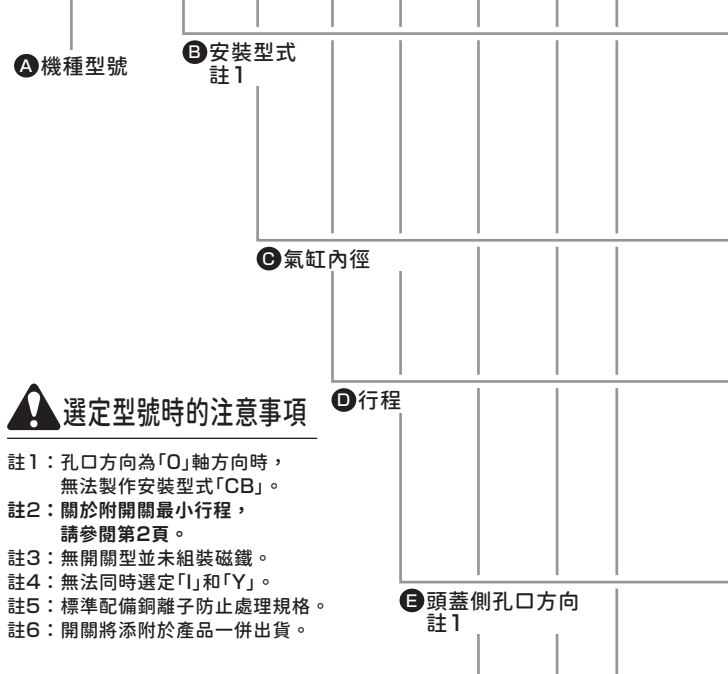 A機種型號
B安裝型式
註1
C氣缸內徑
D行程
選定型號時的注意事項
註1：孔口方向為「O」軸方向時，
無法製作安裝型式「CB」。
註2：關於附開關最小行程，
請參閱第2頁。
註3：無開關型並未組裝磁鐵。
註4：無法同時選定「I」和「Y」。
註5：標準配備銅離子防止處理規格。
註6：開關將添附於產品一併出貨。
E頭蓋側孔口方向
註1